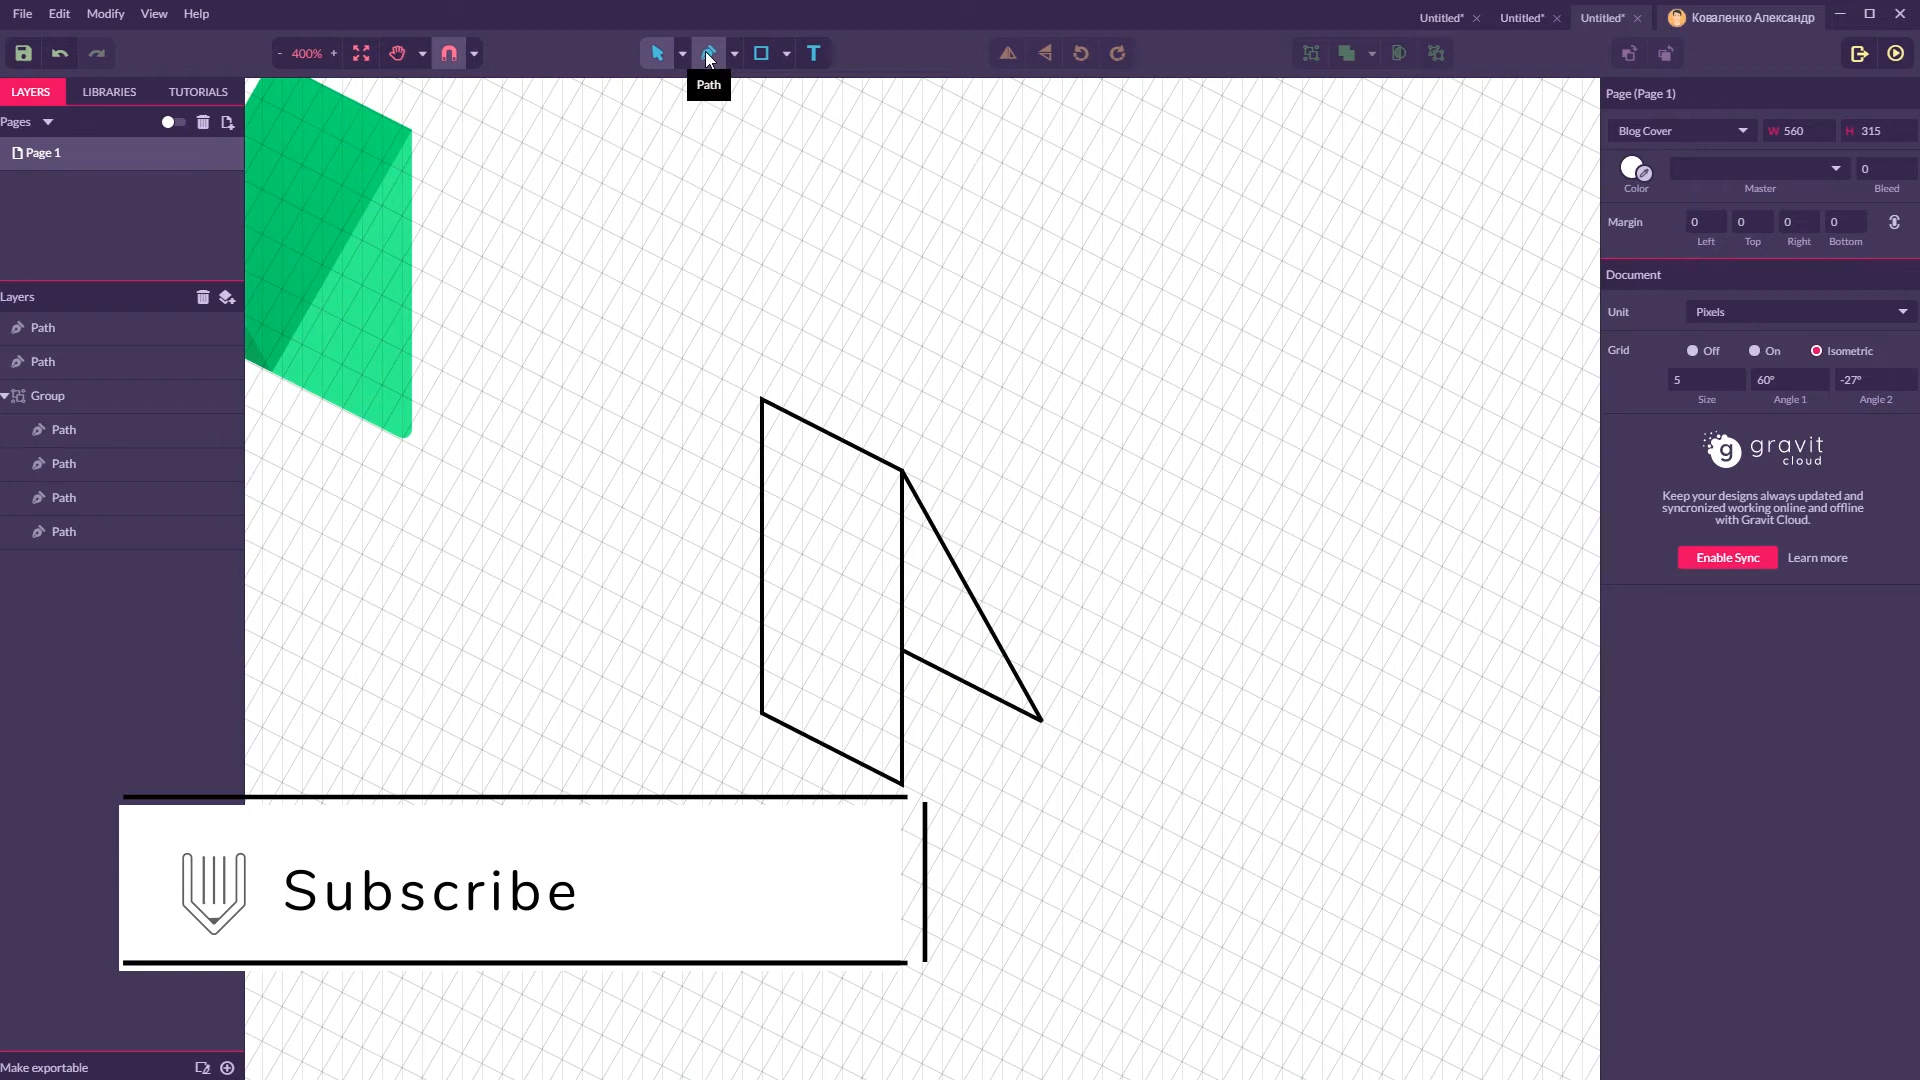 File Edit Modify View Help
Untitled* Untitled* Untitled* Коваленко Александр
- 400% +
T
Path
LAYERS LIBRARIES TUTORIALS
Pages
Page 1
Layers
Path
Path
Group
Path
Path
Path
Path
Make exportable
Subscribe
Page (Page 1)
Blog Cover W 560 H 315
0
Color Master Bleed
Margin 0 0 0 0
Left Top Right Bottom
Document
Unit Pixels
Grid Off On Isometric
5 60° -27°
Size Angle 1 Angle 2
g gravit
cloud
Keep your designs always updated and
syncronized working online and offline
with Gravit Cloud.
Enable Sync Learn more